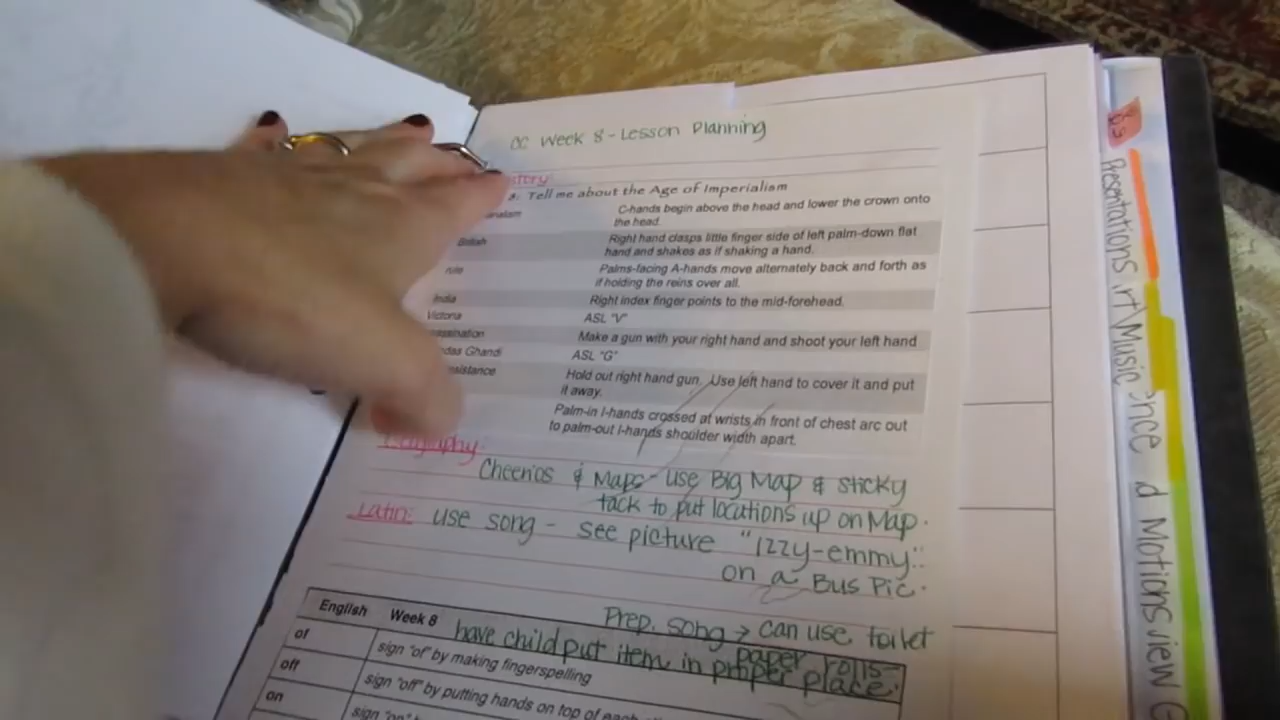 CC Week 8 - Lesson Planning
story:
8: Tell me about the Age of Imperialism
C-hands begin above the head and lower the crown onto
the head.
British
Right hand clasps little finger side of left palm-down flat
hand and shakes as if shaking a hand.
rule
Palms-facing A-hands move alternately back and forth as
if holding the reins over all.
India
Right index finger points to the mid-forehead.
Victoria
ASL "V"
Make a gun with your right hand and shoot your left hand
Ghandi
ASL "G"
Hold out right hand gun. Use left hand to cover it and put
it away.
Palm-in I-hands crossed at wrists in front of chest arc out
to palm-out I-hands shoulder width apart.
Cheerios & Maps - use Big Map & sticky
tack to put locations up on Map.
Latin: use song - see picture "Izzy-emmy"
on a Bus Pic.
Prep. song → can use toilet
paper rolls -
have child put item in proper place.
English Week 8
of sign "of" by making fingerspelling
off sign "off" by putting hands on top of
on sign "on"
Presentations
Art\Music
Motions